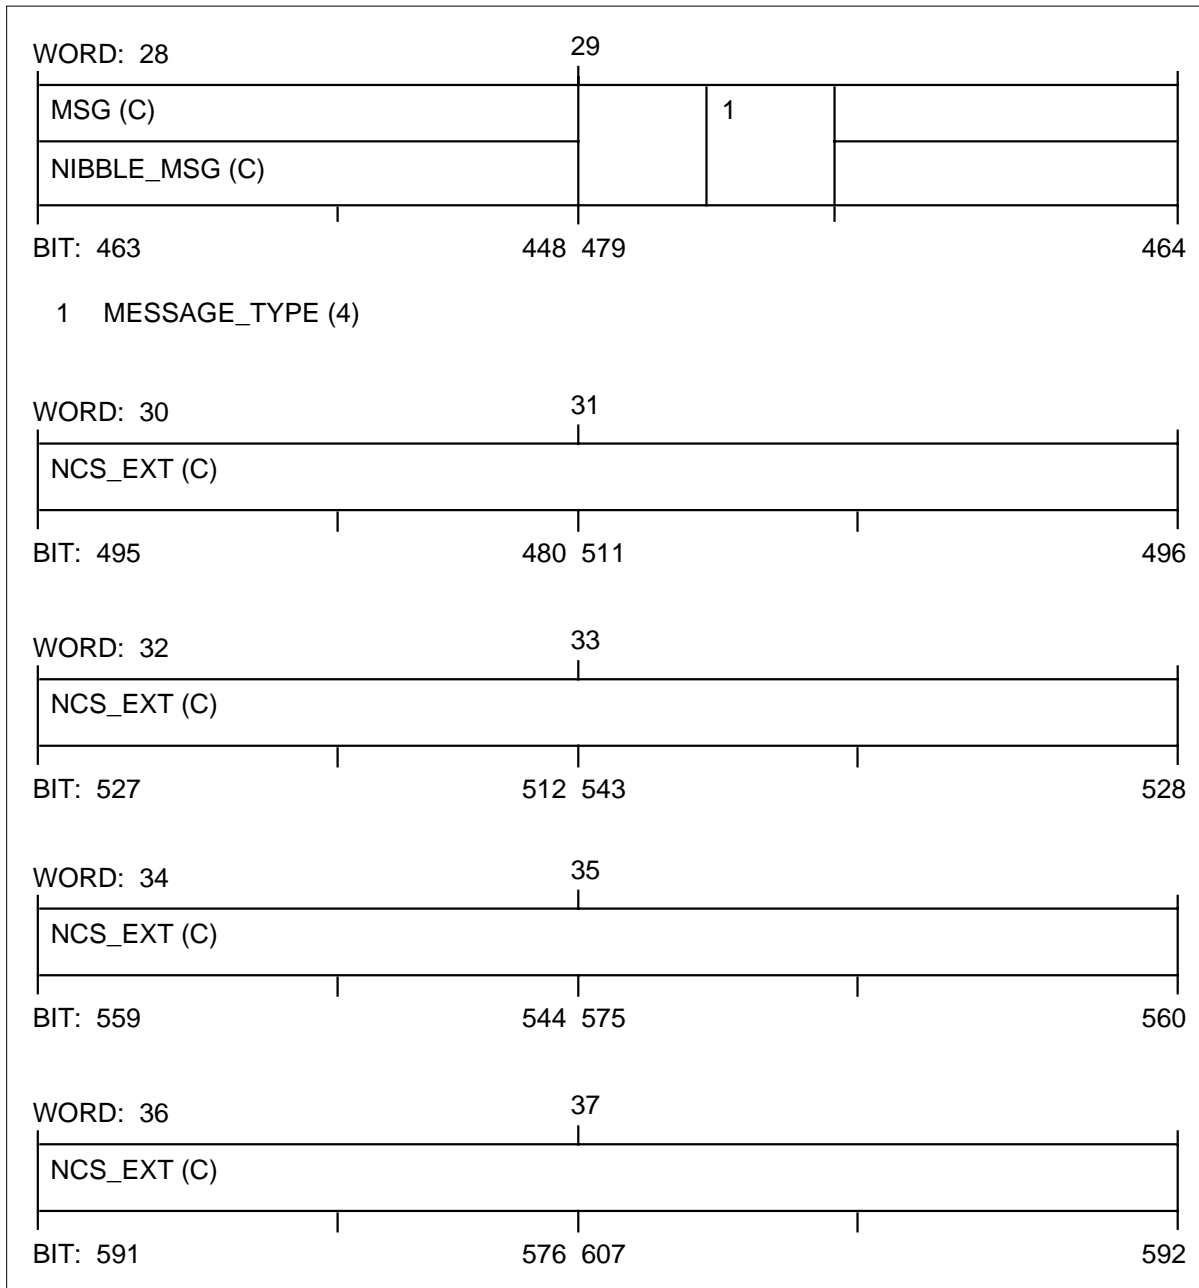 WORD: 28 29
MSG (C) 1
NIBBLE_MSG (C)
BIT: 463 448 479 464
1 MESSAGE_TYPE (4)
WORD: 30 31
NCS_EXT (C)
BIT: 495 480 511 496
WORD: 32 33
NCS_EXT (C)
BIT: 527 512 543 528
WORD: 34 35
NCS_EXT (C)
BIT: 559 544 575 560
WORD: 36 37
NCS_EXT (C)
BIT: 591 576 607 592